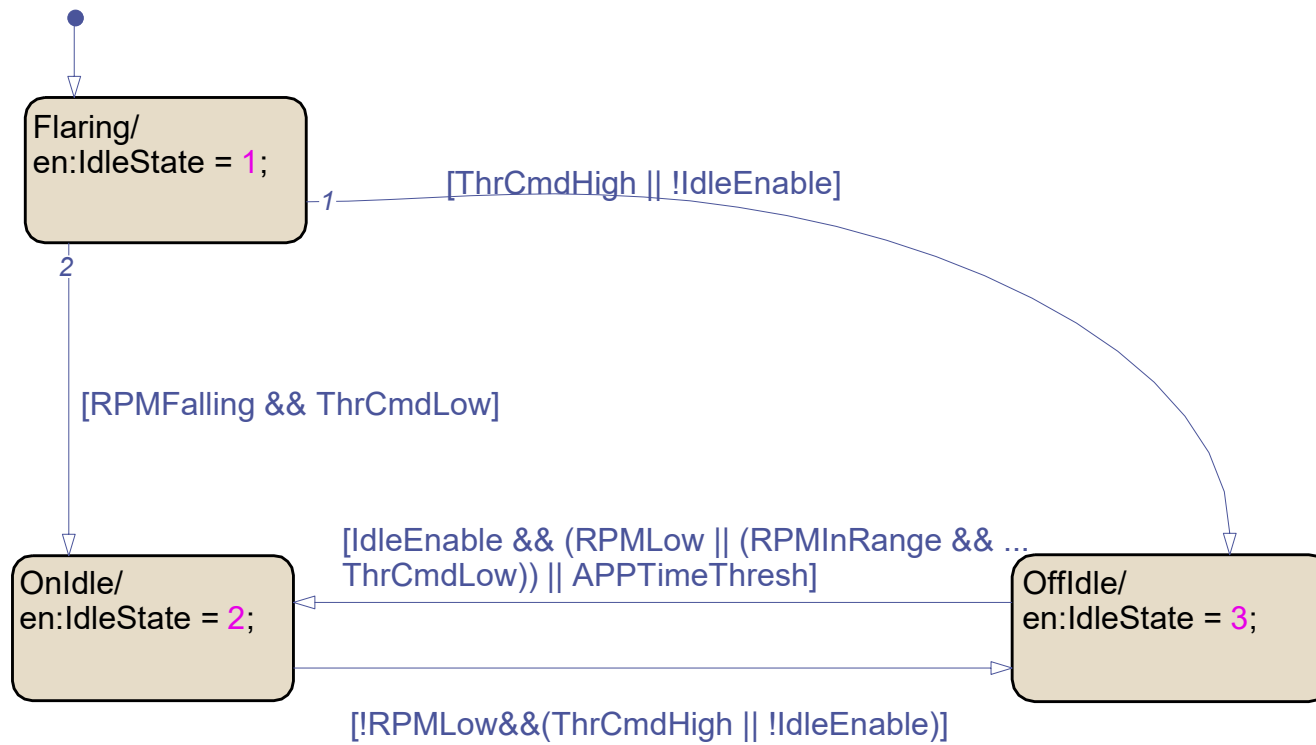 Flaring/
en:IdleState = 1;
1
[ThrCmdHigh || !IdleEnable]
2
[RPMFalling && ThrCmdLow]
[IdleEnable && (RPMLow || (RPMInRange && ...
ThrCmdLow)) || APPTimeThresh]
OnIdle/
en:IdleState = 2;
OffIdle/
en:IdleState = 3;
[!RPMLow&&(ThrCmdHigh || !IdleEnable)]